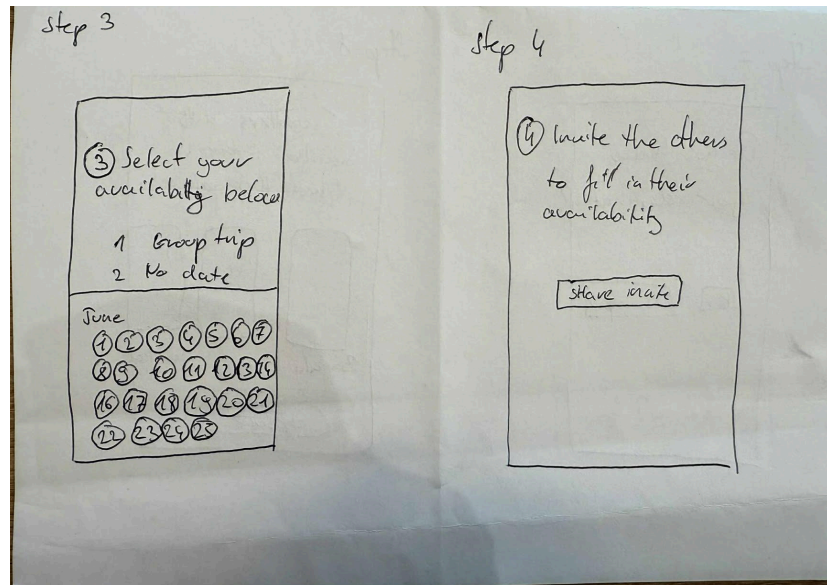 Step 3
③ Select your
availability below
1 Group trip
2 No date
June
1 2 3 4 5 6 7
8 9 10 11 12 13 14
16 17 18 19 20 21
22 23 24 25
Step 4
④ Invite the others
to fill in their
availability
share invite